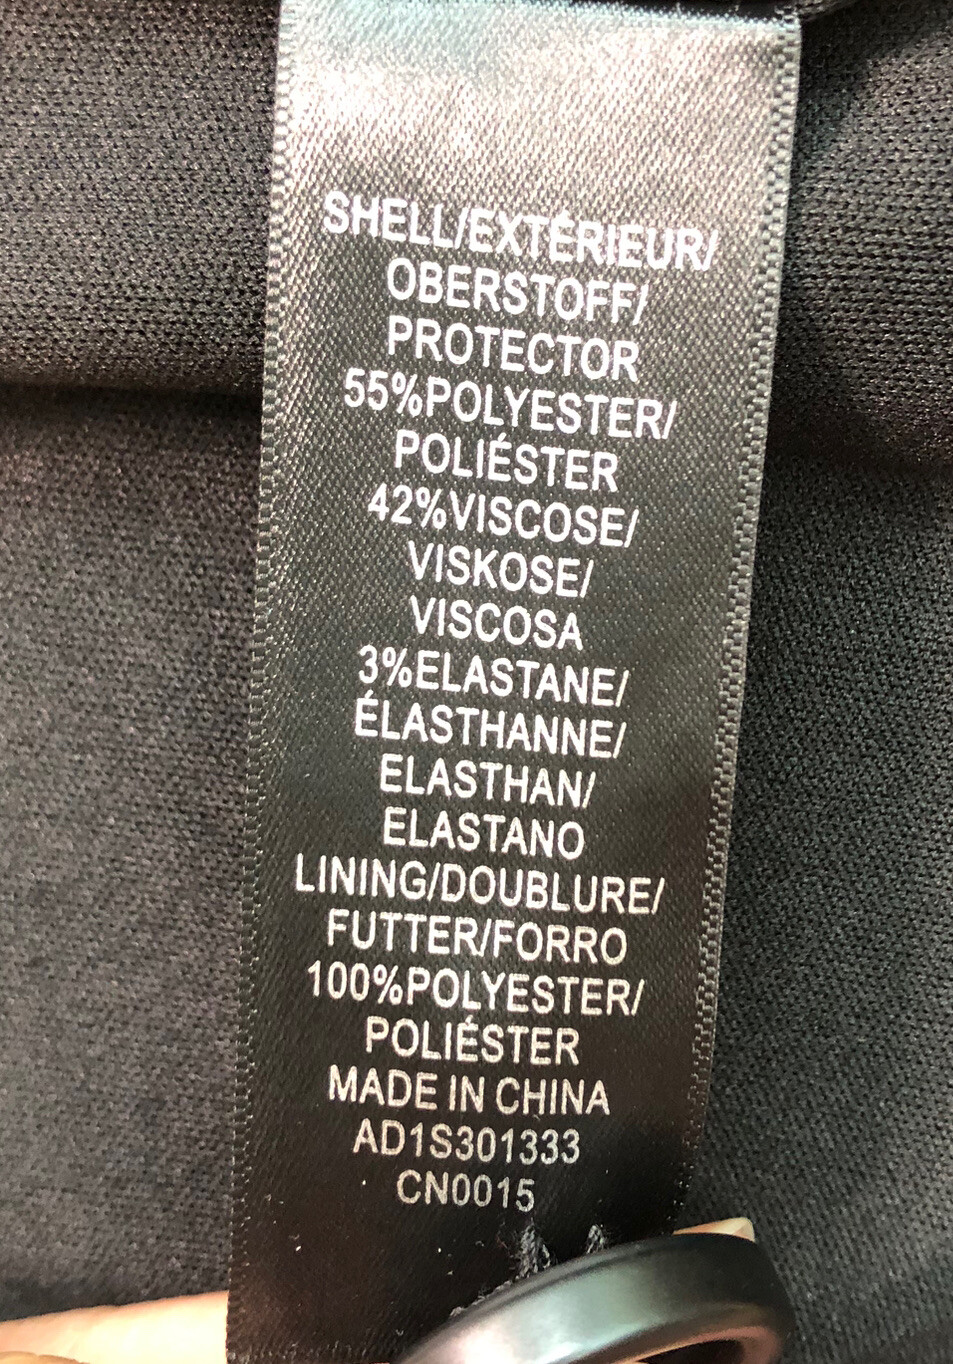 SHELL/EXTÉRIEUR/
OBERSTOFF/
PROTECTOR
55%POLYESTER/
POLIÉSTER
42%VISCOSE/
VISKOSE/
VISCOSA
3%ELASTANE/
ÉLASTHANNE/
ELASTHAN/
ELASTANO
LINING/DOUBLURE/
FUTTER/FORRO
100%POLYESTER/
POLIÉSTER
MADE IN CHINA
AD1S301333
CN0015